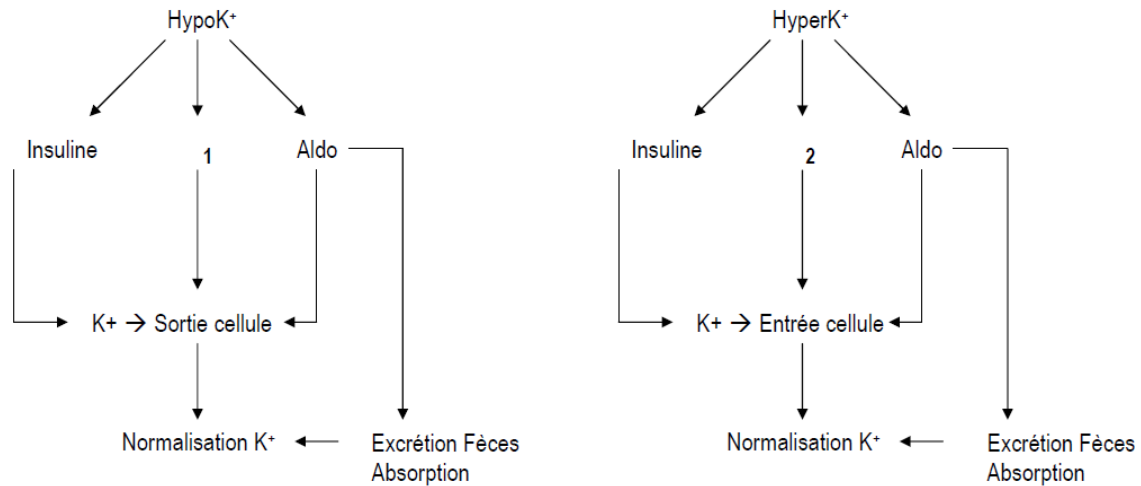 HypoK⁺
Insuline 1 Aldo
K+ → Sortie cellule
Normalisation K⁺
Excrétion Fèces
Absorption
HyperK⁺
Insuline 2 Aldo
K+ → Entrée cellule
Normalisation K⁺
Excrétion Fèces
Absorption